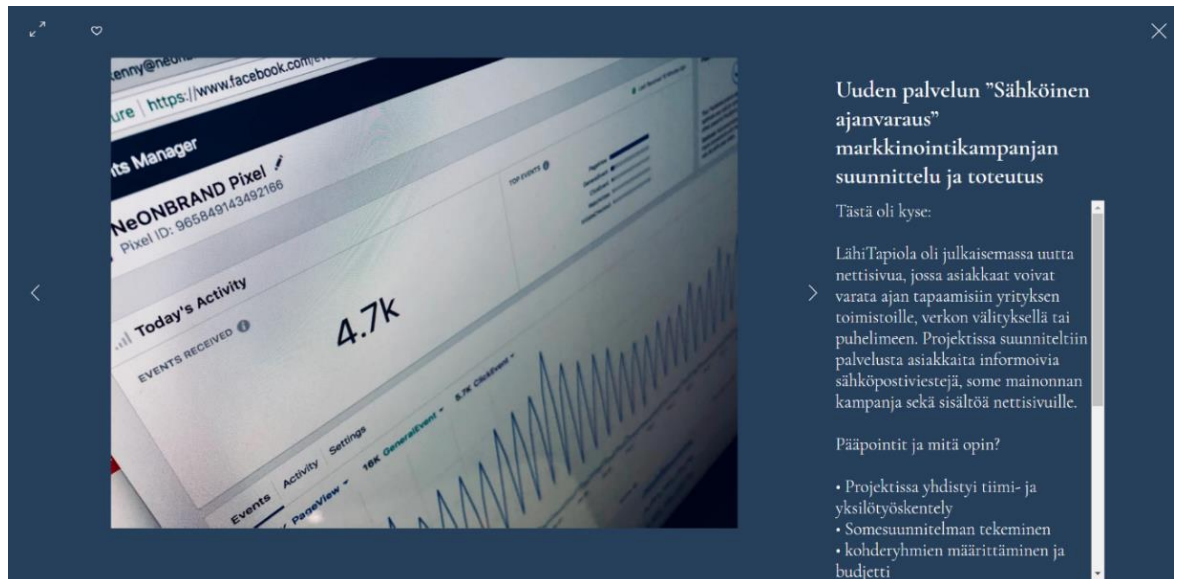 kenny@neonb
ure | https://www.facebook.com/ev
ts Manager
NeONBRAND Pixel
Pixel ID: 965849143492166
Today's Activity
EVENTS RECEIVED
4.7k
TOP EVENTS
Events Activity Settings
PageView 16K GeneralEvent 5.7K ClickEvent
Uuden palvelun ”Sähköinen
ajanvaraus”
markkinointikampanjan
suunnittelu ja toteutus
Tästä oli kyse:
LähiTapiola oli julkaisemassa uutta
nettisivua, jossa asiakkaat voivat
varata ajan tapaamisiin yrityksen
toimistoille, verkon välityksellä tai
puhelimeen. Projektissa suunniteltiin
palvelusta asiakkaita informoivia
sähköpostiviestejä, some mainonnan
kampanja sekä sisältöä nettisivuille.
Pääpointit ja mitä opin?
• Projektissa yhdistyi tiimi- ja
yksilötyöskentely
• Somesuunnitelman tekeminen
• kohderyhmien määrittäminen ja
budjetti